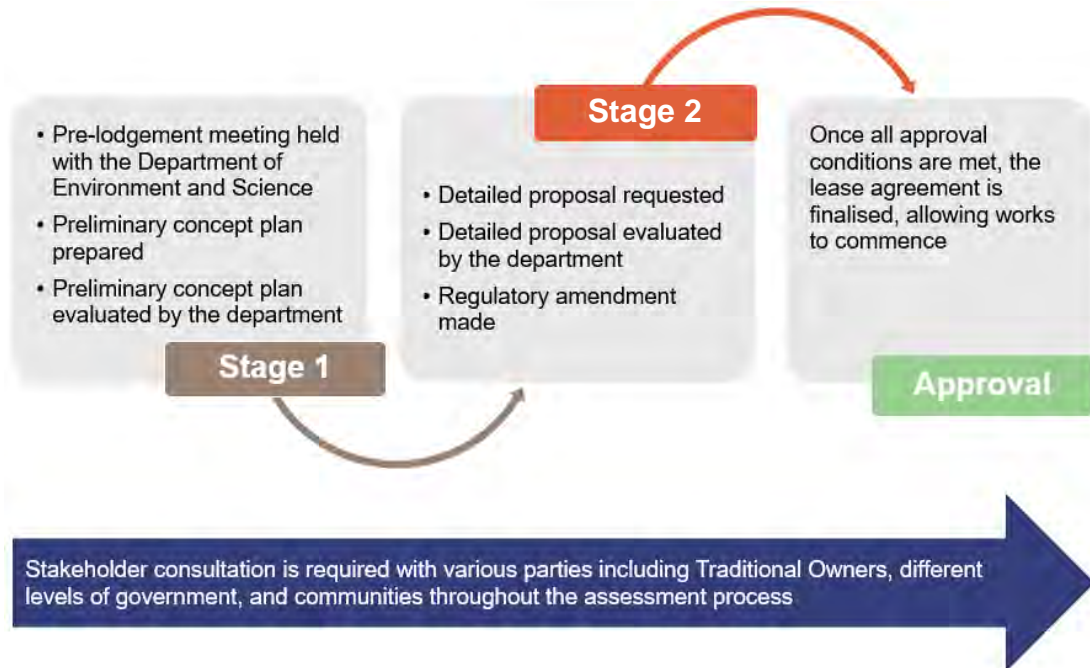 • Pre-lodgement meeting held
with the Department of
Environment and Science
• Preliminary concept plan
prepared
• Preliminary concept plan
evaluated by the department
Stage 1
Stage 2
• Detailed proposal requested
• Detailed proposal evaluated
by the department
• Regulatory amendment
made
Once all approval
conditions are met, the
lease agreement is
finalised, allowing works
to commence
Approval
Stakeholder consultation is required with various parties including Traditional Owners, different
levels of government, and communities throughout the assessment process